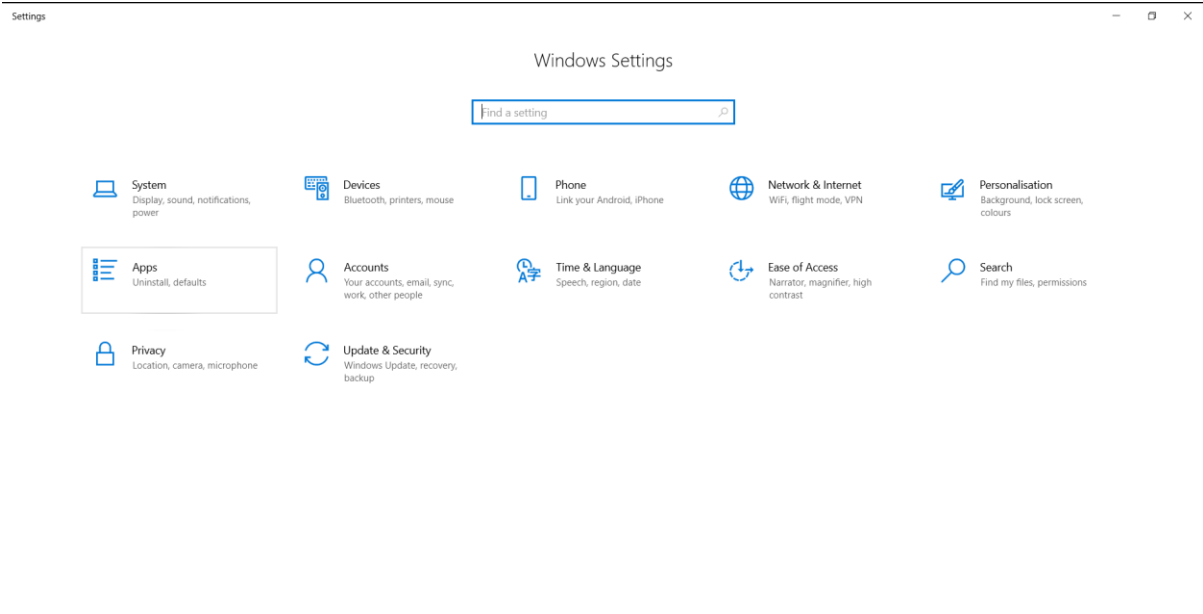 Settings
Windows Settings
Find a setting
System
Display, sound, notifications,
power
Devices
Bluetooth, printers, mouse
Phone
Link your Android, iPhone
Network & Internet
WiFi, flight mode, VPN
Personalisation
Background, lock screen,
colours
Apps
Uninstall, defaults
Accounts
Your accounts, email, sync,
work, other people
Time & Language
Speech, region, date
Ease of Access
Narrator, magnifier, high
contrast
Search
Find my files, permissions
Privacy
Location, camera, microphone
Update & Security
Windows Update, recovery,
backup